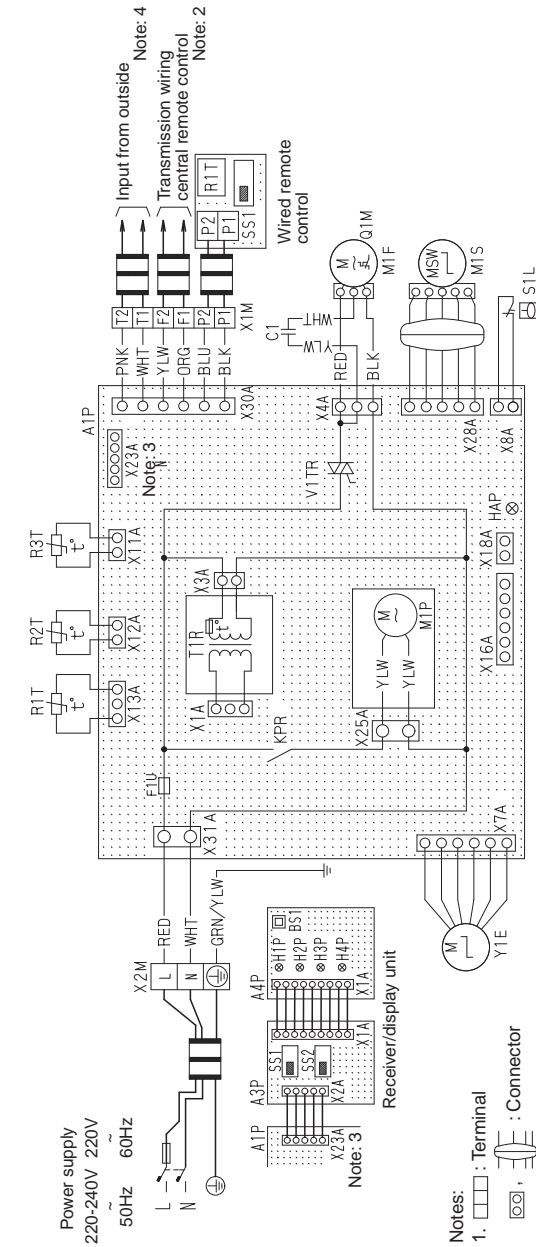 Power supply
220-240V 220V
~ ~
50Hz 60Hz
L
N
X2M
L
N
RED
WHT
GRN/YLW
X31A
F1U
R1T
t°
X13A
R2T
t°
X12A
R3T
t°
X11A
X23A
Note: 3
A1P
X1A
T1R
t°
X3A
KPR
X25A
YLW
YLW
M
~
M1P
V1TR
X16A
X18A
HAP
X7A
M
Y1E
X30A
PNK
WHT
YLW
ORG
BLU
BLK
T2
T1
F2
F1
P2
P1
X1M
Input from outside
Note: 4
Transmission wiring
central remote control
Note: 2
P2
P1
R1T
SS1
Wired remote
control
X4A
RED
YLW
WHT
BLK
C1
M
~
Q1M
M1F
X28A
MSW
M1S
X8A
S1L
A1P
X23A
Note: 3
A3P
X2A
SS1
SS2
X1A
A4P
X1A
H1P
H2P
H3P
H4P
BS1
Receiver/display unit
Notes:
1. : Terminal
, : Connector